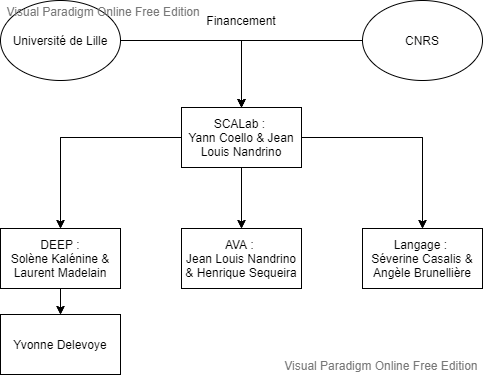 Visual Paradigm Online Free Edition
Financement
Université de Lille
CNRS
SCALab :
Yann Coello & Jean
Louis Nandrino
DEEP :
Solène Kalénine &
Laurent Madelain
AVA :
Jean Louis Nandrino
& Henrique Sequeira
Langage :
Séverine Casalis &
Angèle Brunellière
Yvonne Delevoye
Visual Paradigm Online Free Edition